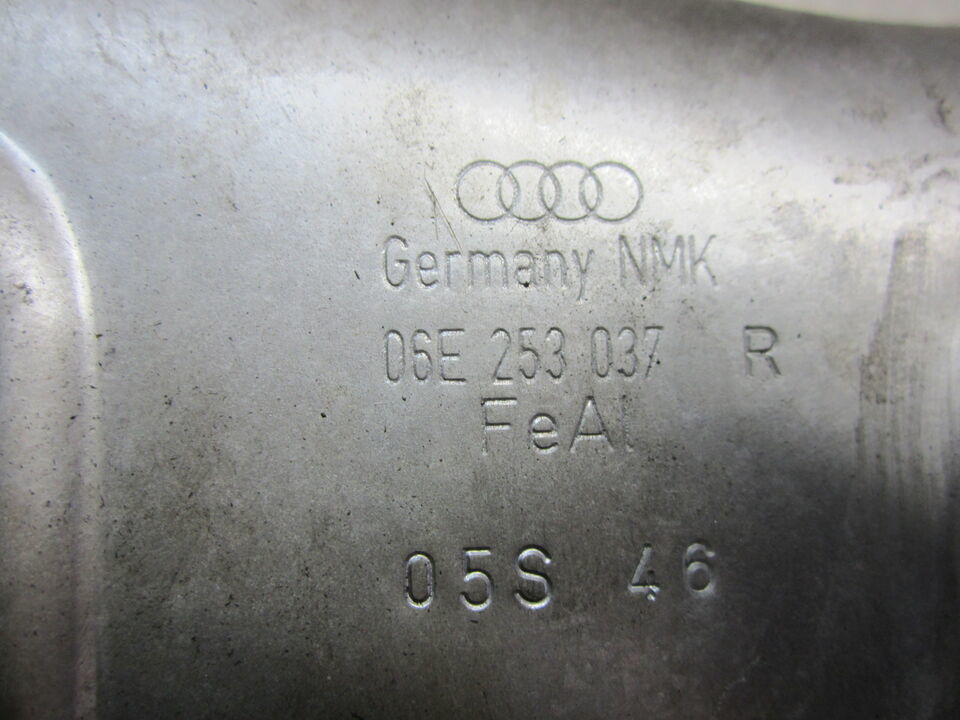 Germany NMK
06E 253 037 R
FeAl
05S 46